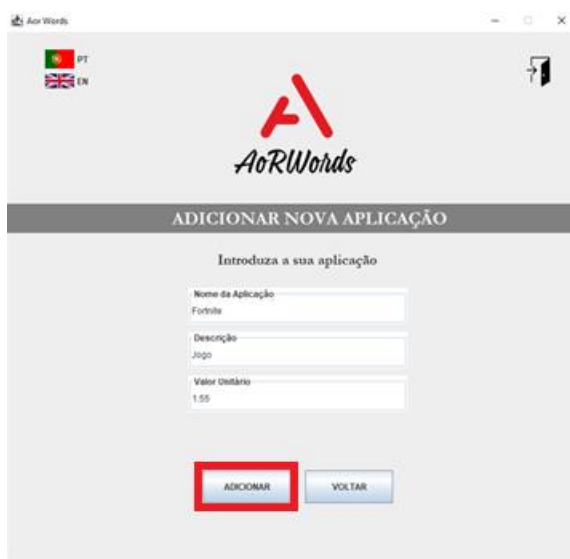 Aor Words
PT
EN
AoRWords
ADICIONAR NOVA APLICAÇÃO
Introduza a sua aplicação
Nome da Aplicação
Fortnite
Descrição
Jogo
Valor Unitário
1.55
ADICIONAR
VOLTAR